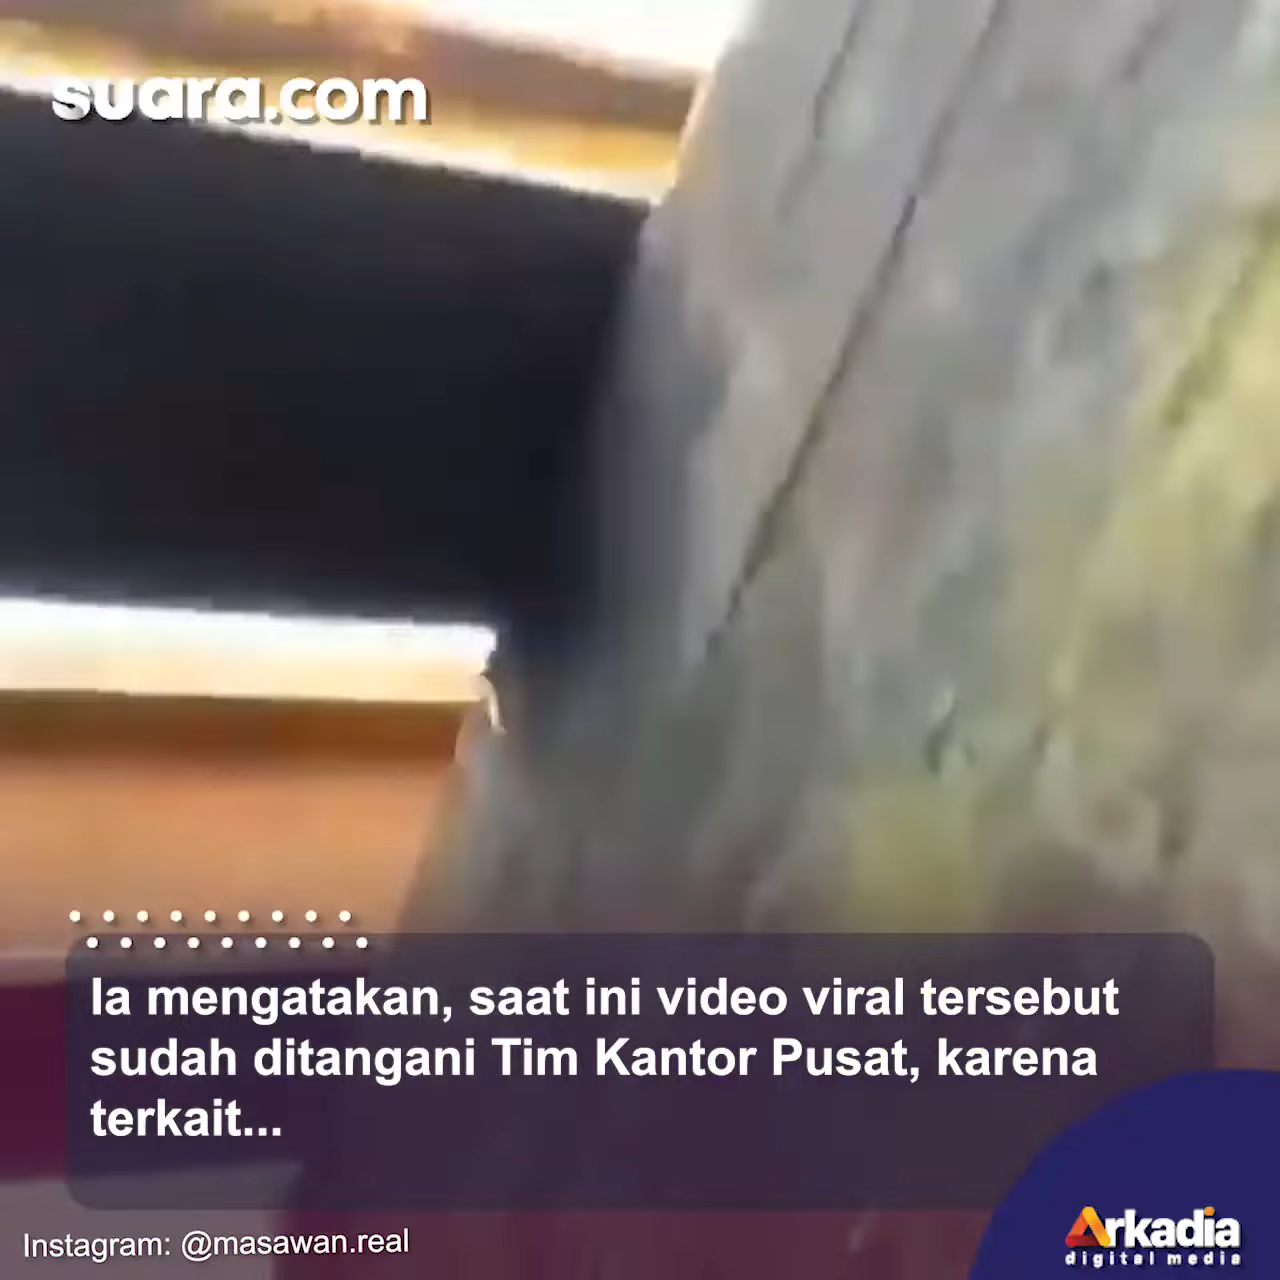 suara.com
Ia mengatakan, saat ini video viral tersebut
sudah ditangani Tim Kantor Pusat, karena
terkait...
Instagram: @masawan.real
Arkadia
digital media